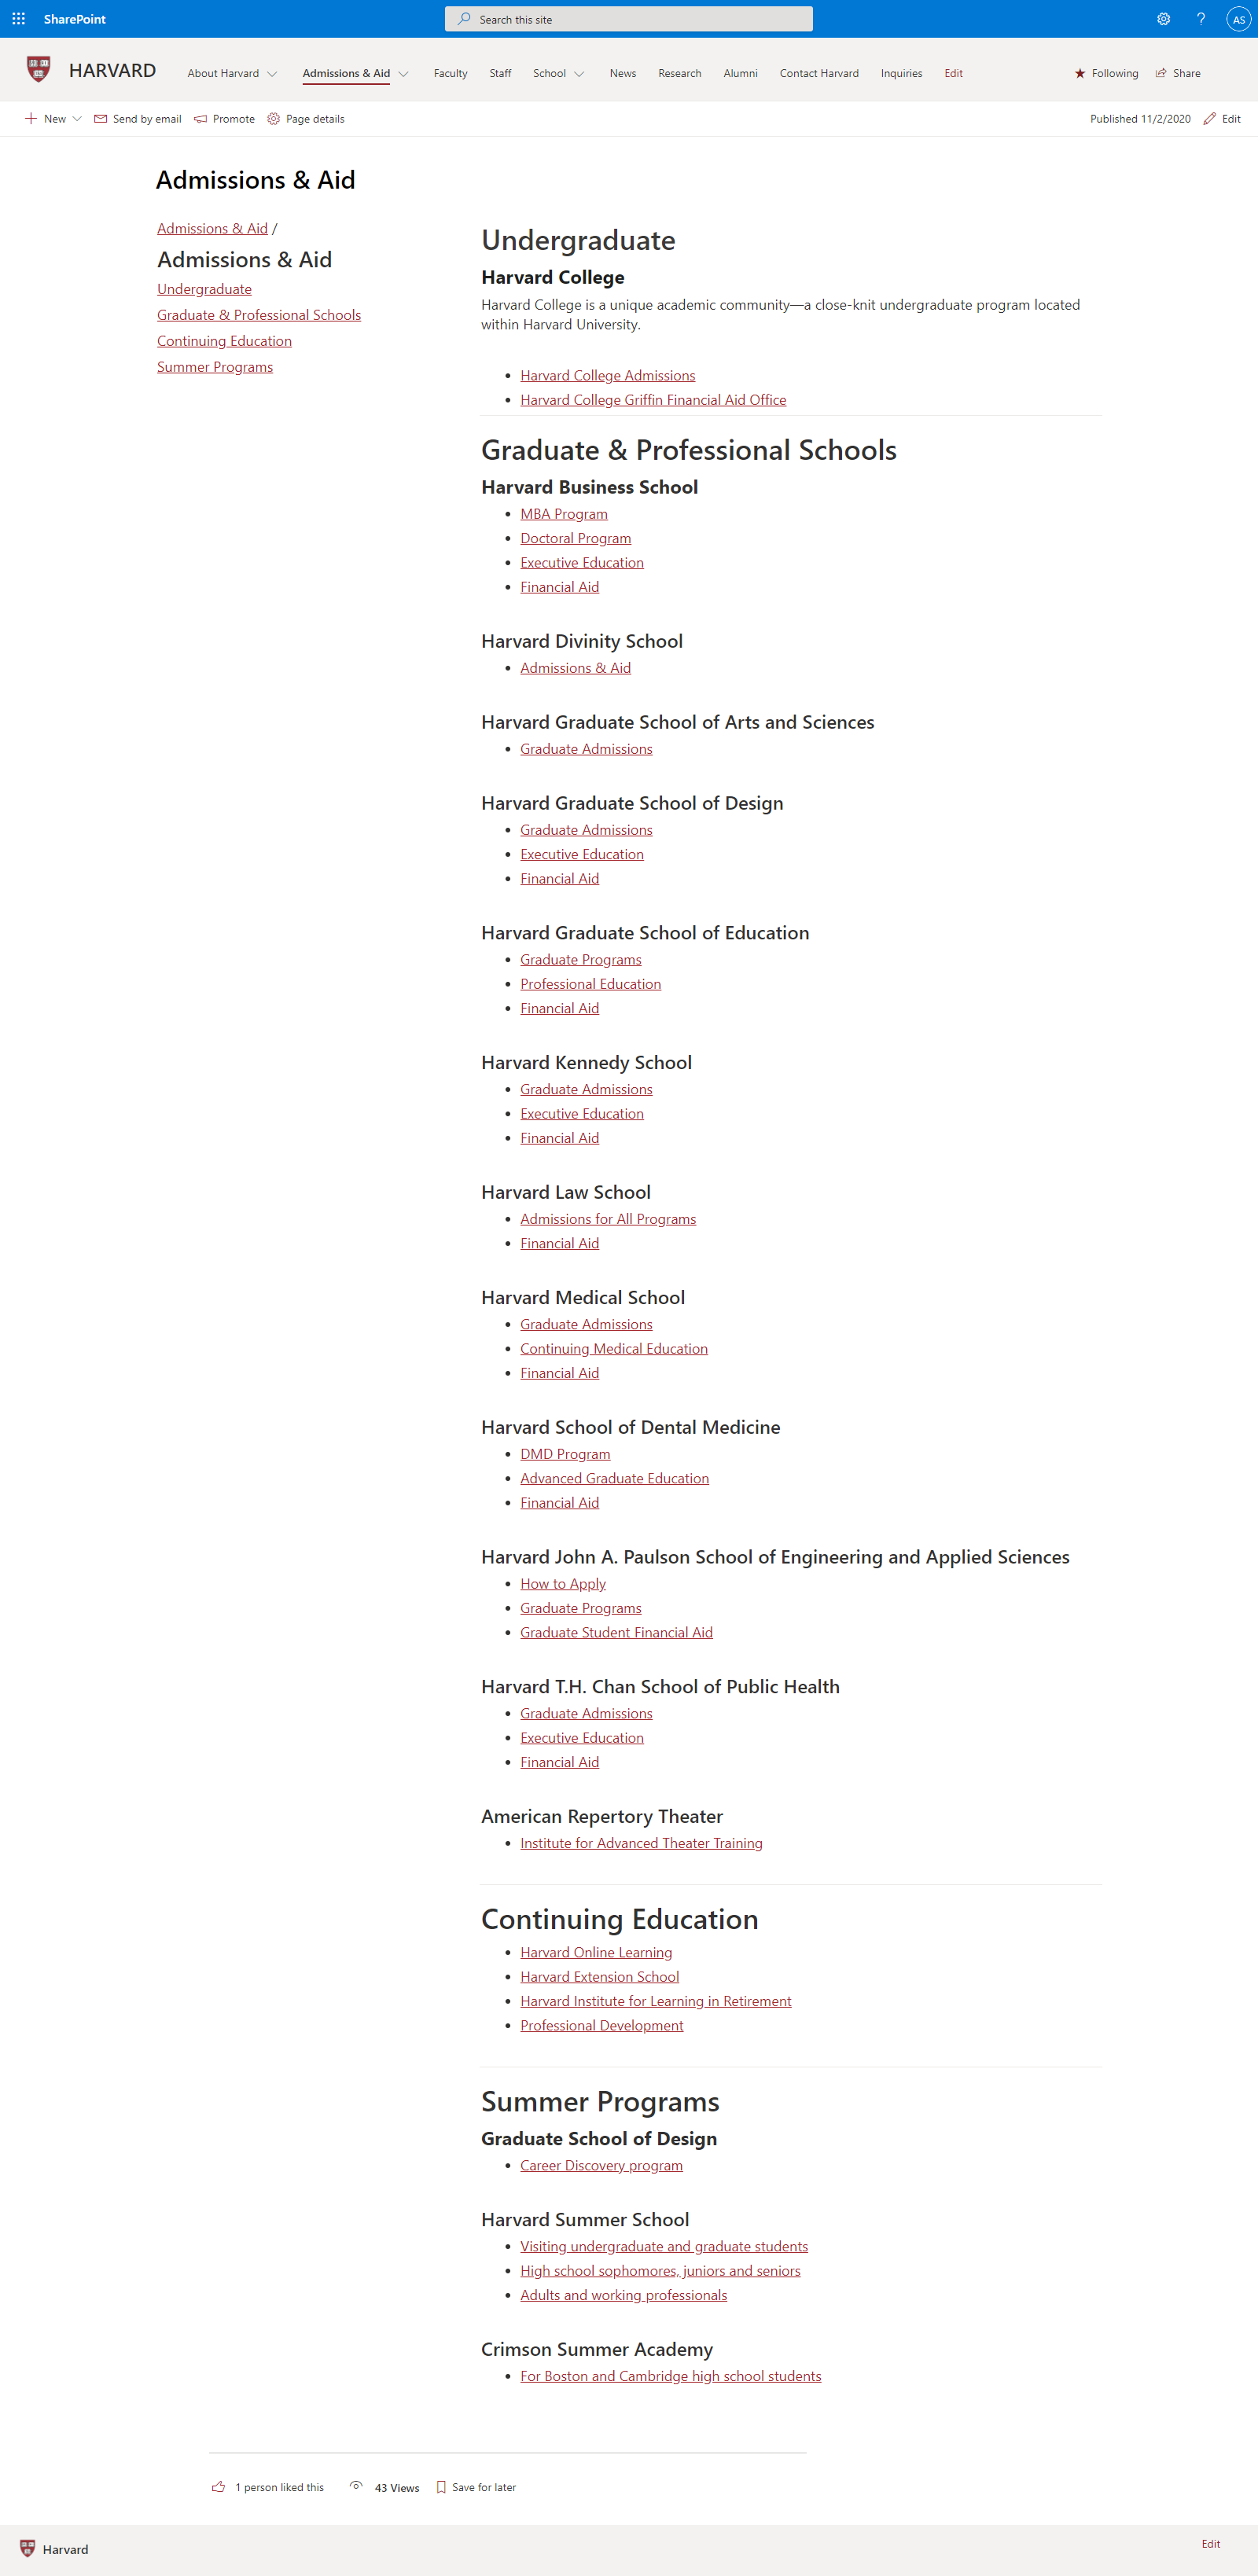 SharePoint
Search this site
?
AS
HARVARD
About Harvard
Admissions & Aid
Faculty
Staff
School
News
Research
Alumni
Contact Harvard
Inquiries
Edit
Following
Share
New
Send by email
Promote
Page details
Published 11/2/2020
Edit
Admissions & Aid
Admissions & Aid /
Admissions & Aid
Undergraduate
Graduate & Professional Schools
Continuing Education
Summer Programs
Undergraduate
Harvard College
Harvard College is a unique academic community—a close-knit undergraduate program located
within Harvard University.
• Harvard College Admissions
• Harvard College Griffin Financial Aid Office
Graduate & Professional Schools
Harvard Business School
• MBA Program
• Doctoral Program
• Executive Education
• Financial Aid
Harvard Divinity School
• Admissions & Aid
Harvard Graduate School of Arts and Sciences
• Graduate Admissions
Harvard Graduate School of Design
• Graduate Admissions
• Executive Education
• Financial Aid
Harvard Graduate School of Education
• Graduate Programs
• Professional Education
• Financial Aid
Harvard Kennedy School
• Graduate Admissions
• Executive Education
• Financial Aid
Harvard Law School
• Admissions for All Programs
• Financial Aid
Harvard Medical School
• Graduate Admissions
• Continuing Medical Education
• Financial Aid
Harvard School of Dental Medicine
• DMD Program
• Advanced Graduate Education
• Financial Aid
Harvard John A. Paulson School of Engineering and Applied Sciences
• How to Apply
• Graduate Programs
• Graduate Student Financial Aid
Harvard T.H. Chan School of Public Health
• Graduate Admissions
• Executive Education
• Financial Aid
American Repertory Theater
• Institute for Advanced Theater Training
Continuing Education
• Harvard Online Learning
• Harvard Extension School
• Harvard Institute for Learning in Retirement
• Professional Development
Summer Programs
Graduate School of Design
• Career Discovery program
Harvard Summer School
• Visiting undergraduate and graduate students
• High school sophomores, juniors and seniors
• Adults and working professionals
Crimson Summer Academy
• For Boston and Cambridge high school students
1 person liked this
43 Views
Save for later
Harvard
Edit